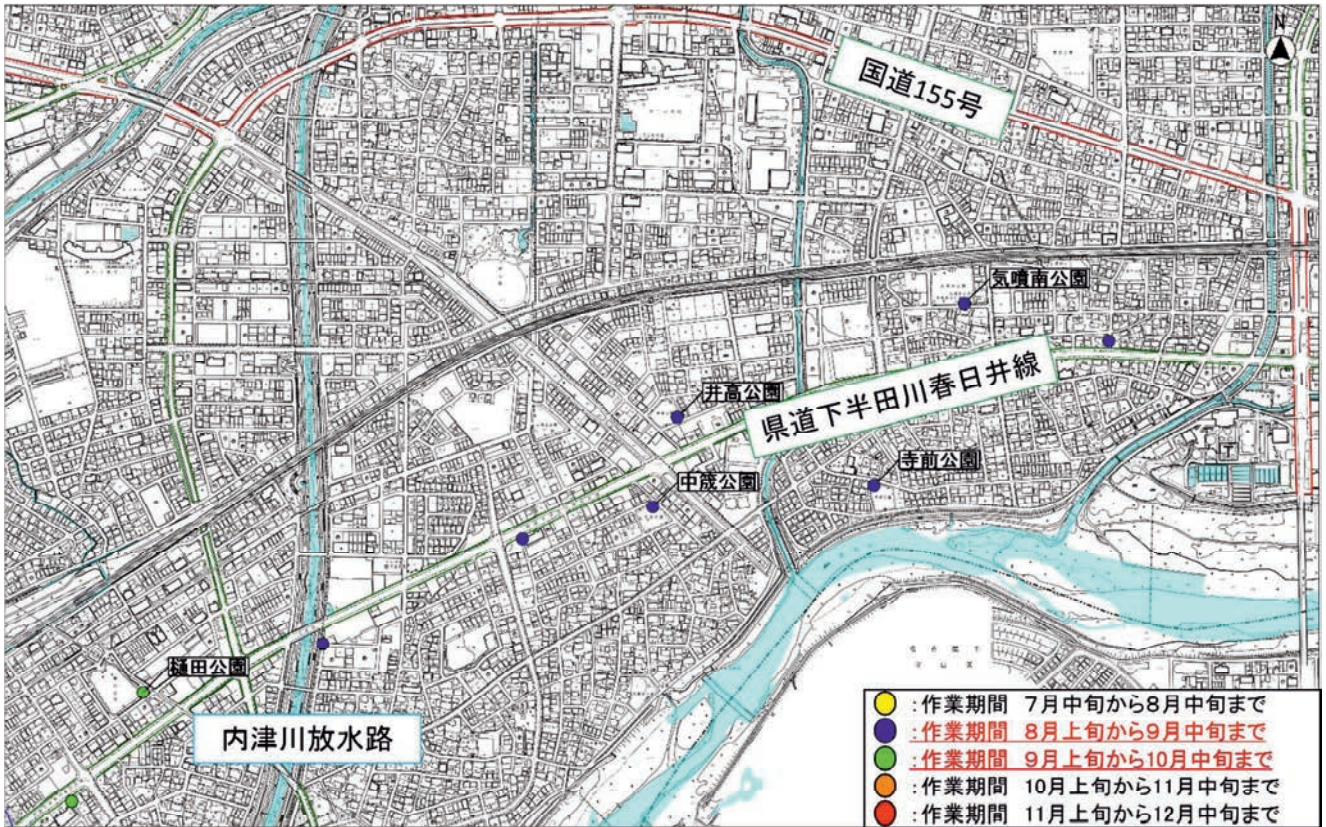 N
国道155号
気噴南公園
井高公園
県道下半田川春日井線
寺前公園
中蔵公園
樋田公園
内津川放水路
:作業期間 7月中旬から8月中旬まで
:作業期間 8月上旬から9月中旬まで
:作業期間 9月上旬から10月中旬まで
:作業期間 10月上旬から11月中旬まで
:作業期間 11月上旬から12月中旬まで